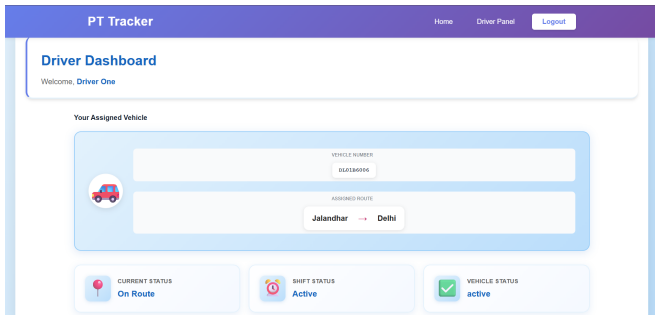 PT Tracker
Home
Driver Panel
Logout
Driver Dashboard
Welcome, Driver One
Your Assigned Vehicle
VEHICLE NUMBER
ASSIGNED ROUTE
Jalandhar → Delhi
CURRENT STATUS
On Route
SHIFT STATUS
Active
VEHICLE STATUS
active